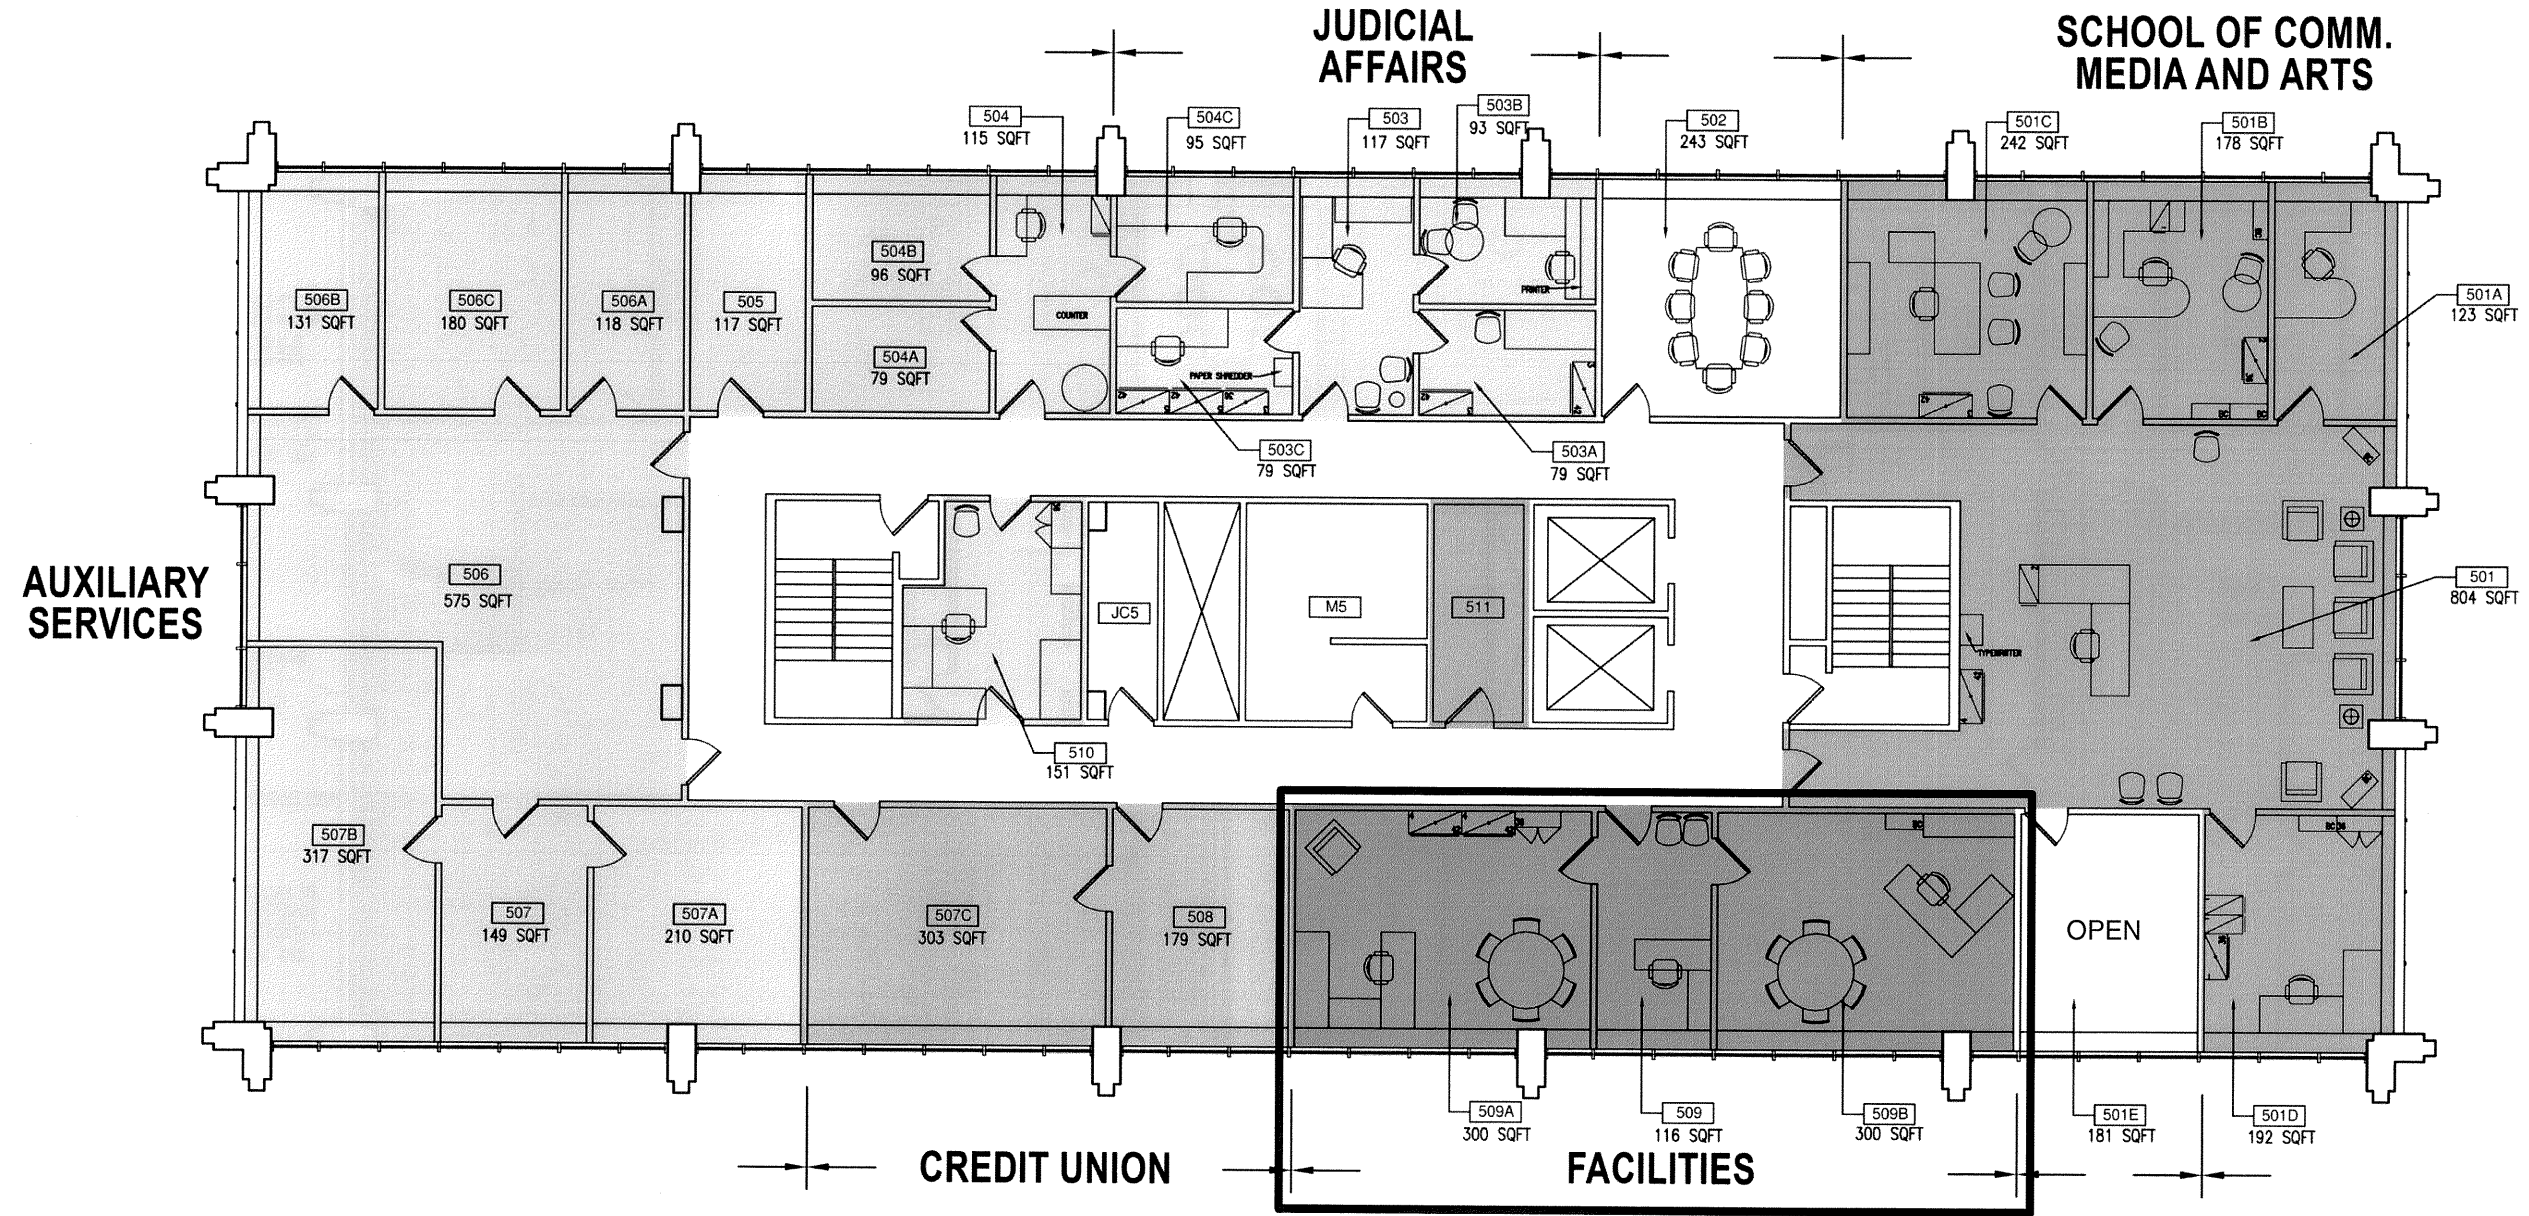 JUDICIAL
AFFAIRS
SCHOOL OF COMM.
MEDIA AND ARTS
504
115 SQFT
504C
95 SQFT
503
117 SQFT
503B
93 SQFT
502
243 SQFT
501C
242 SQFT
501B
178 SQFT
501A
123 SQFT
506B
131 SQFT
506C
180 SQFT
506A
118 SQFT
505
117 SQFT
504B
96 SQFT
504A
79 SQFT
COUNTER
PRINTER
PAPER SHREDDER
503C
79 SQFT
503A
79 SQFT
AUXILIARY
SERVICES
506
575 SQFT
JC5
M5
511
501
804 SQFT
TYPEWRITER
510
151 SQFT
507B
317 SQFT
507
149 SQFT
507A
210 SQFT
507C
303 SQFT
508
179 SQFT
OPEN
509A
300 SQFT
509
116 SQFT
509B
300 SQFT
501E
181 SQFT
501D
192 SQFT
CREDIT UNION
FACILITIES